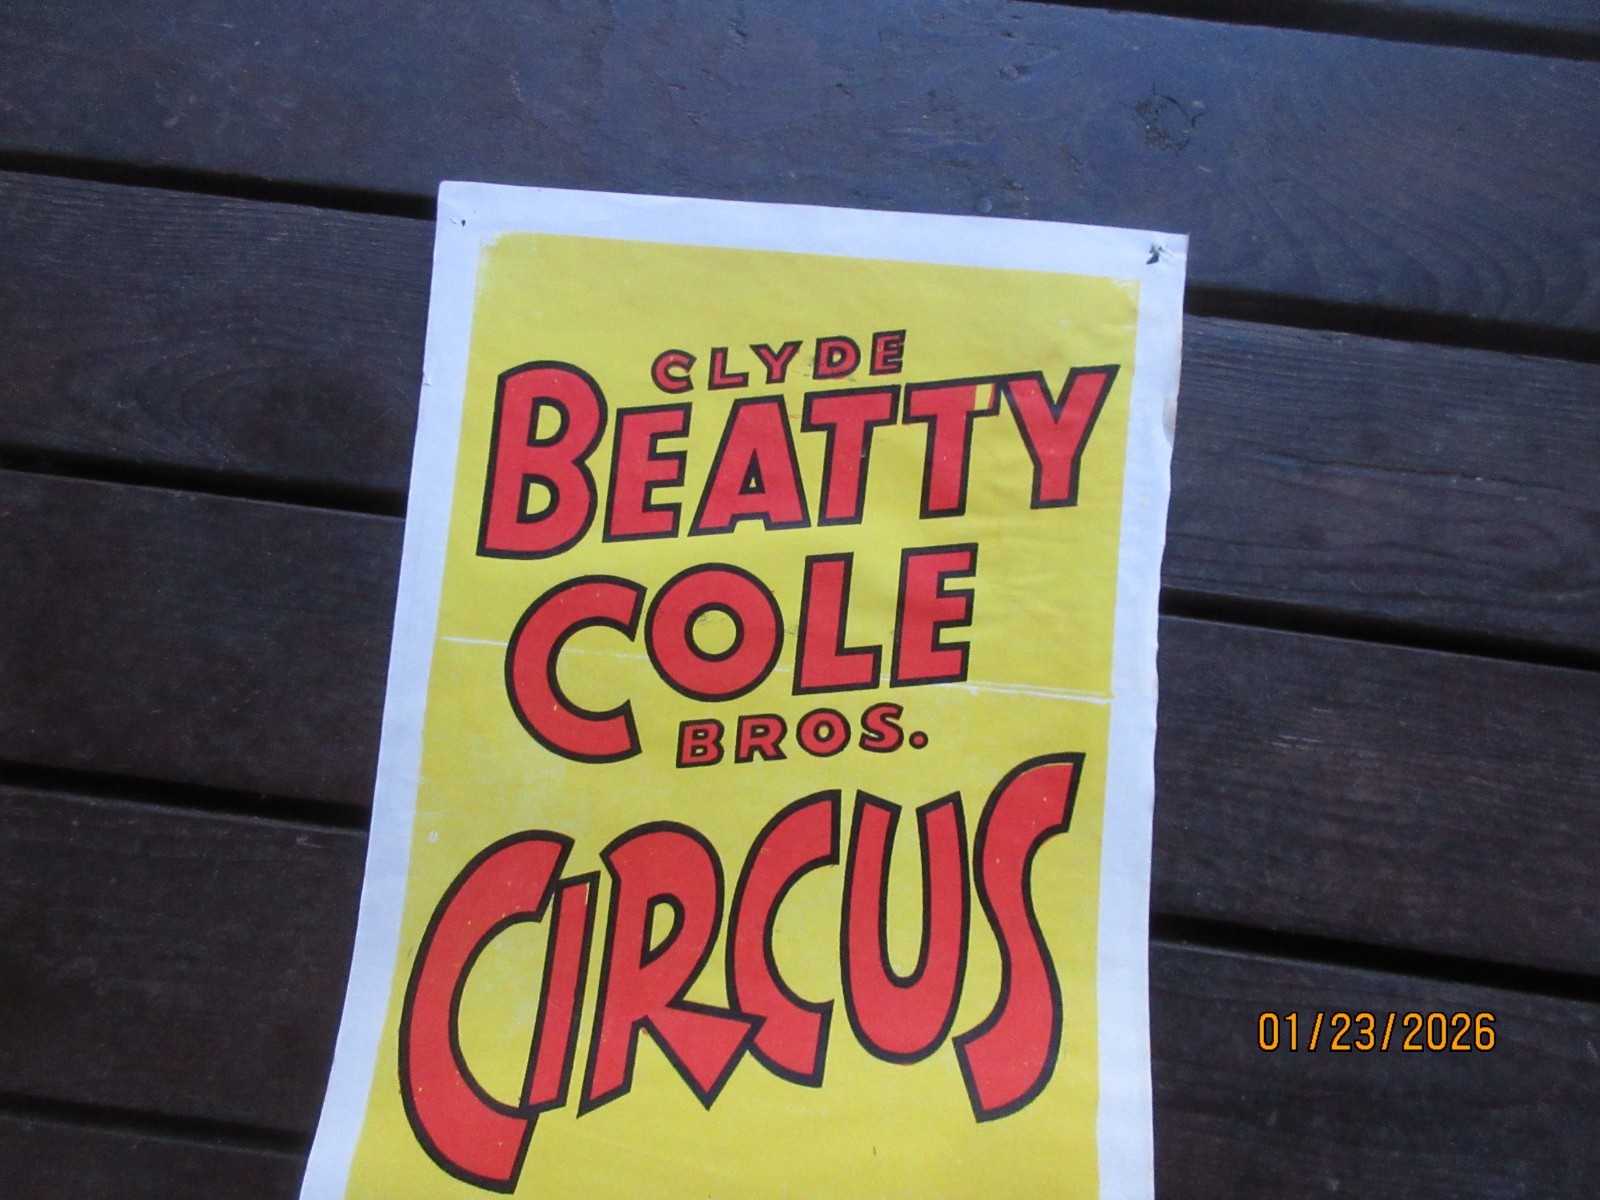 CLYDE
BEATTY
COLE
BROS.
CIRCUS
01/23/2026